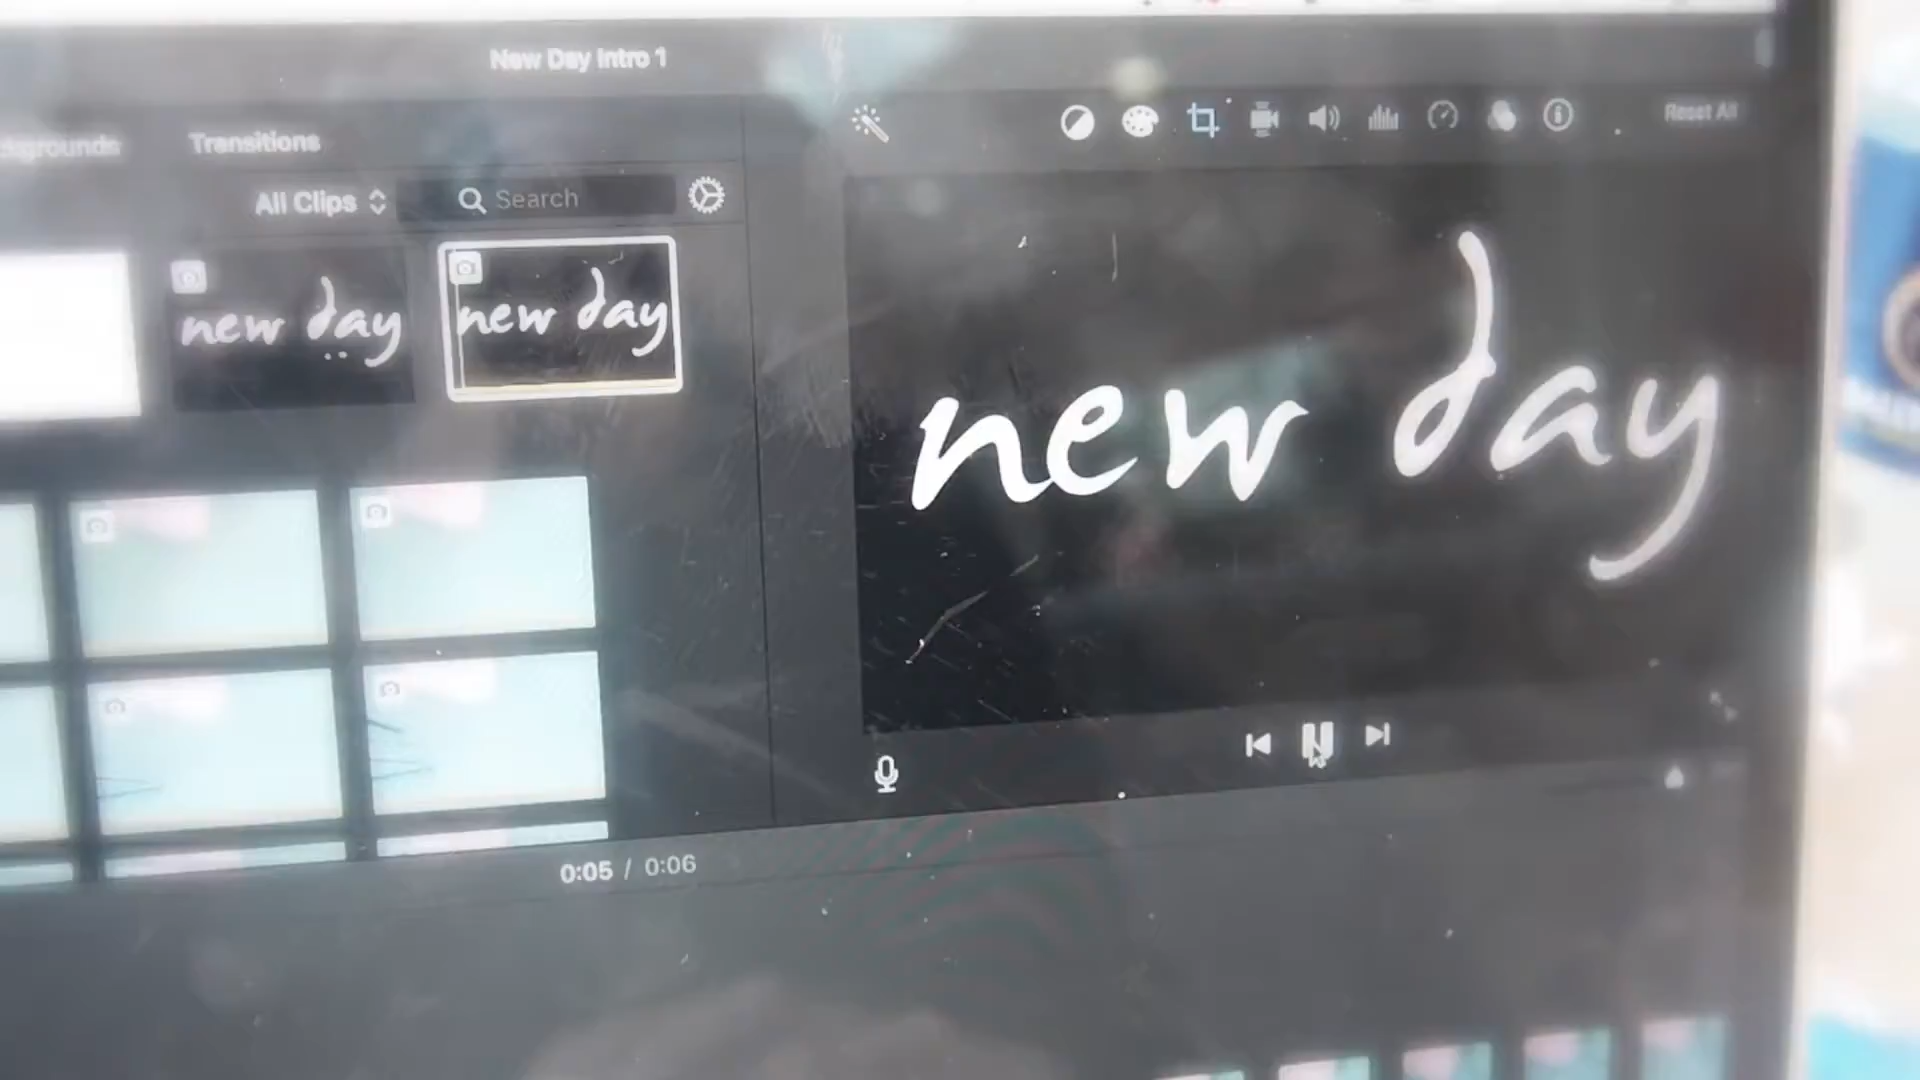 New Day Intro 1
Transitions
Reset All
All Clips
Search
new day
new day
new day
0:05 / 0:06